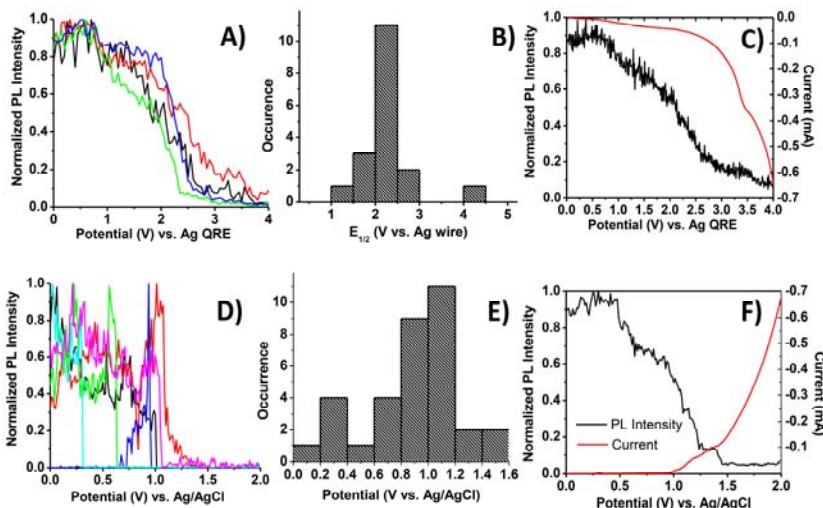 A)
Normalized PL Intensity
1.0
0.8
0.6
0.4
0.2
0.0
0 1 2 3 4
Potential (V) vs. Ag QRE
B)
Occurence
10
8
6
4
2
0
1 2 3 4 5
E1/2 (V vs. Ag wire)
C)
Normalized PL Intensity
1.0
0.8
0.6
0.4
0.2
0.0
0.0 0.5 1.0 1.5 2.0 2.5 3.0 3.5 4.0
Potential (V) vs. Ag QRE
0.0
-0.1
-0.2
-0.3
-0.4
-0.5
-0.6
-0.7
Current (mA)
D)
Normalized PL Intensity
1.0
0.8
0.6
0.4
0.2
0.0
0.0 0.5 1.0 1.5 2.0
Potential (V) vs. Ag/AgCl
E)
Occurrence
10
8
6
4
2
0
0.0 0.2 0.4 0.6 0.8 1.0 1.2 1.4 1.6
Potential (V vs. Ag/AgCl)
F)
Normalized PL Intensity
1.0
0.8
0.6
0.4
0.2
0.0
PL Intensity
Current
0.0 0.5 1.0 1.5 2.0
Potential (V) vs. Ag/AgCl
-0.7
-0.6
-0.5
-0.4
-0.3
-0.2
-0.1
Current (mA)